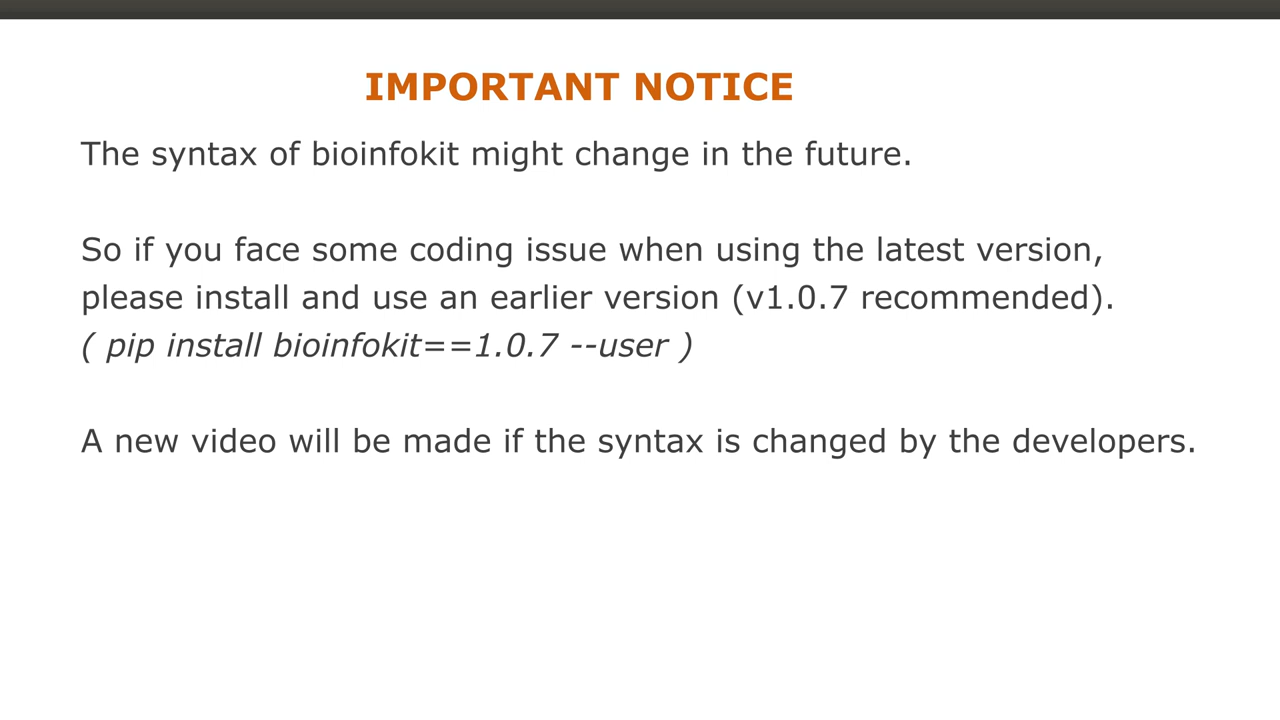 IMPORTANT NOTICE
The syntax of bioinfokit might change in the future.
So if you face some coding issue when using the latest version,
please install and use an earlier version (v1.0.7 recommended).
( pip install bioinfokit==1.0.7 --user )
A new video will be made if the syntax is changed by the developers.